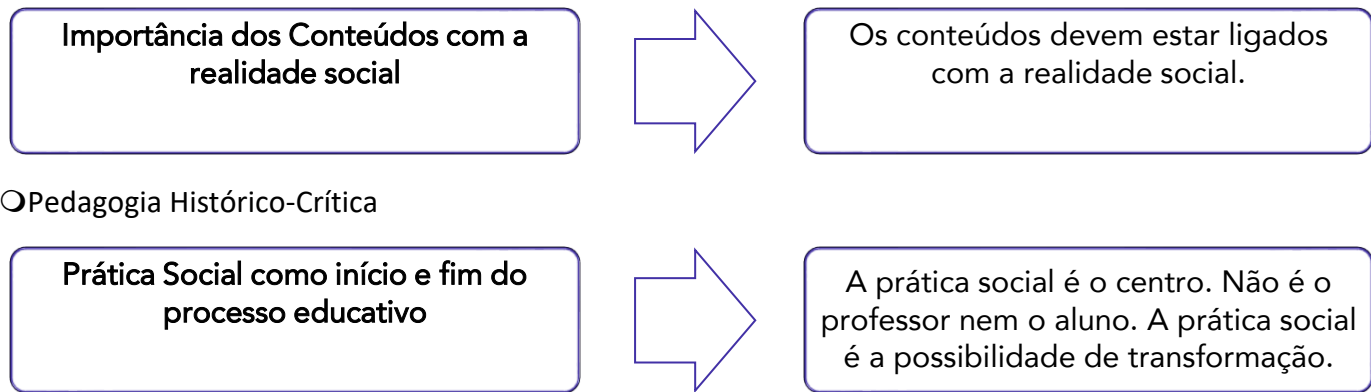 Importância dos Conteúdos com a
realidade social
Os conteúdos devem estar ligados
com a realidade social.
❍Pedagogia Histórico-Crítica
Prática Social como início e fim do
processo educativo
A prática social é o centro. Não é o
professor nem o aluno. A prática social
é a possibilidade de transformação.